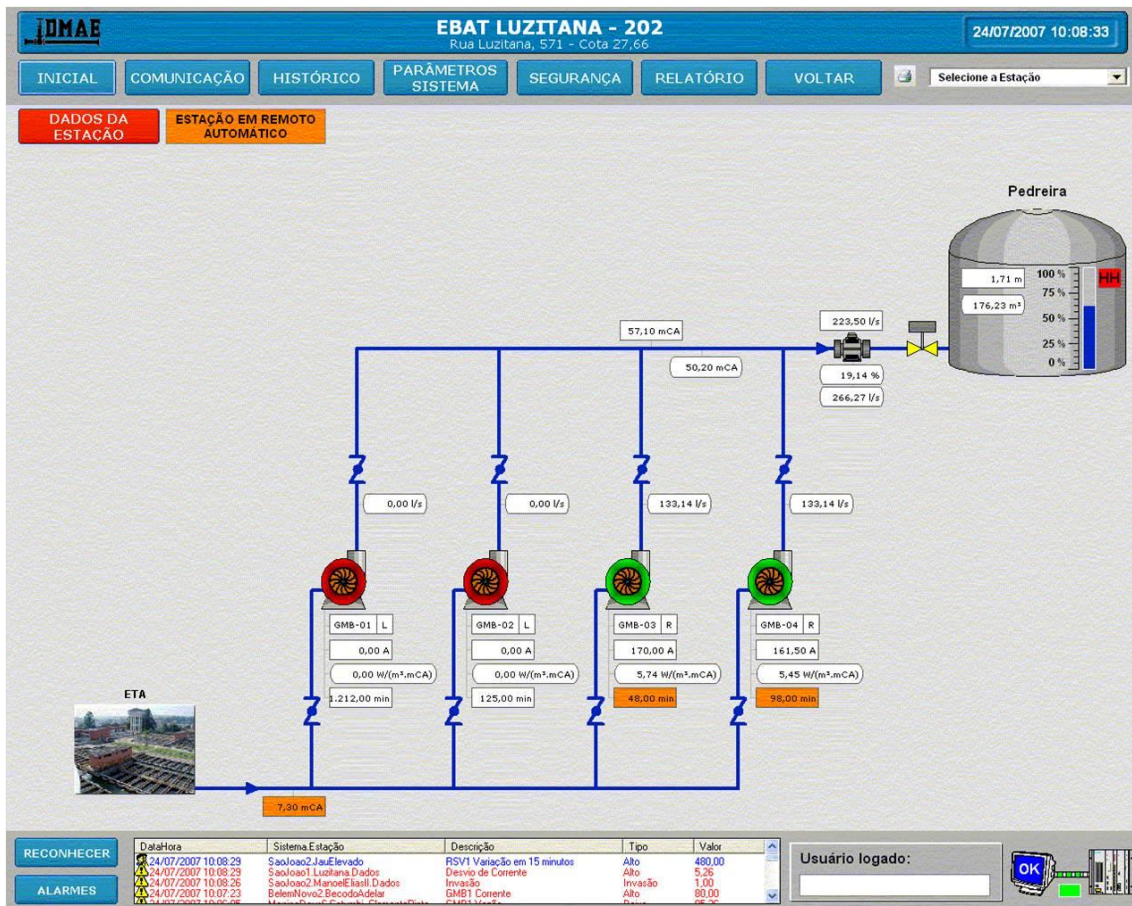 DMAE
EBAT LUZITANA - 202
Rua Luzitana, 571 - Cota 27,66
24/07/2007 10:08:33
INICIAL
COMUNICAÇÃO
HISTÓRICO
PARÂMETROS
SISTEMA
SEGURANÇA
RELATÓRIO
VOLTAR
Selecione a Estação
DADOS DA
ESTAÇÃO
ESTAÇÃO EM REMOTO
AUTOMÁTICO
Pedreira
1,71 m
176,23 m³
100 %
75 %
50 %
25 %
0 %
HH
223,50 l/s
57,10 mCA
50,20 mCA
19,14 %
266,27 l/s
0,00 l/s
0,00 l/s
133,14 l/s
133,14 l/s
GMB-01 L
0,00 A
0,00 W/(m³.mCA)
1.212,00 min
GMB-02 L
0,00 A
0,00 W/(m³.mCA)
125,00 min
GMB-03 R
170,00 A
5,74 W/(m³.mCA)
48,00 min
GMB-04 R
161,50 A
5,45 W/(m³.mCA)
98,00 min
ETA
7,30 mCA
RECONHECER
ALARMES
DataHora Sistema.Estação Descrição Tipo Valor
24/07/2007 10:08:29 SaoJoao2.JauElevado RSV1 Variação em 15 minutos Alto 480,00
24/07/2007 10:08:29 SaoJoao1.Luzitana.Dados Desvio de Corrente Alto 5,26
24/07/2007 10:08:26 SaoJoao2.ManoelEliasII.Dados Invasão Invasão 1,00
24/07/2007 10:07:23 BelemNovo2.BecodoAdelar GMB1 Corrente Alto 80,00
Usuário logado:
OK